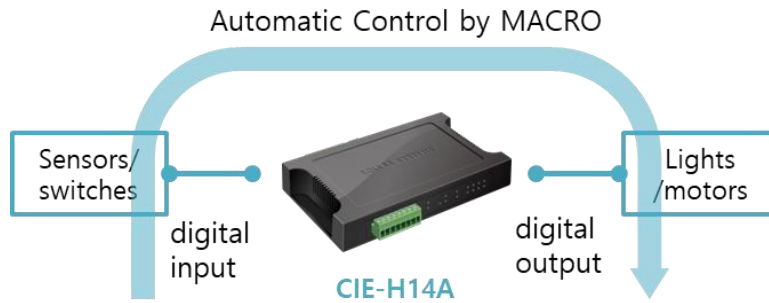 Automatic Control by MACRO
Sensors/
switches
Lights
/motors
digital
input
digital
output
CIE-H14A